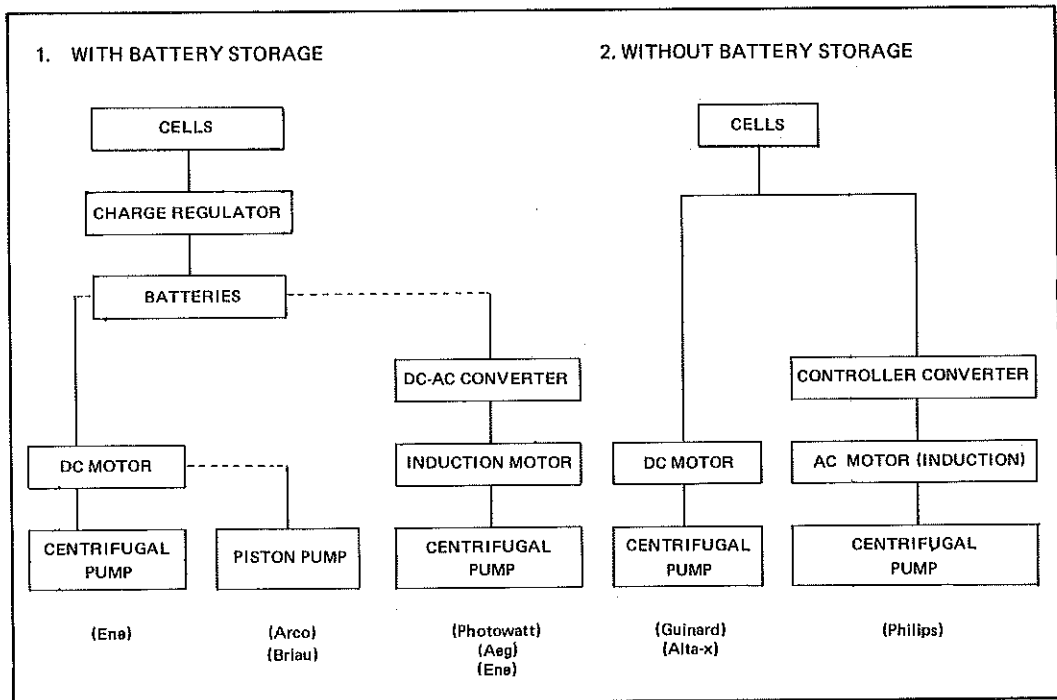 1. WITH BATTERY STORAGE
CELLS
CHARGE REGULATOR
BATTERIES
DC-AC CONVERTER
DC MOTOR
INDUCTION MOTOR
CENTRIFUGAL
PUMP
PISTON PUMP
CENTRIFUGAL
PUMP
(Ene)
(Arco)
(Briau)
(Photowatt)
(Aeg)
(Ene)
2. WITHOUT BATTERY STORAGE
CELLS
CONTROLLER CONVERTER
DC MOTOR
AC MOTOR (INDUCTION)
CENTRIFUGAL
PUMP
CENTRIFUGAL
PUMP
(Guinard)
(Alta-x)
(Philips)